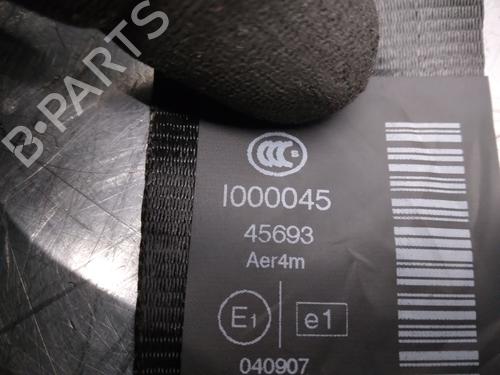 B-PARTS
CCC S
I000045
45693
Aer4m
E1 e1
040907